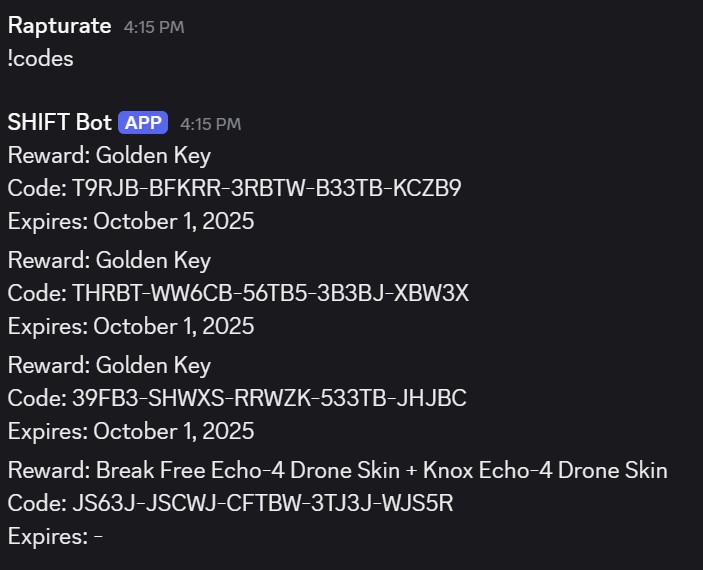 Rapturate 4:15 PM
!codes
SHIFT Bot APP 4:15 PM
Reward: Golden Key
Code: T9RJB-BFKRR-3RBTW-B33TB-KCZB9
Expires: October 1, 2025
Reward: Golden Key
Code: THRBT-WW6CB-56TB5-3B3BJ-XBW3X
Expires: October 1, 2025
Reward: Golden Key
Code: 39FB3-SHWXS-RRWZK-533TB-JHJBC
Expires: October 1, 2025
Reward: Break Free Echo-4 Drone Skin + Knox Echo-4 Drone Skin
Code: JS63J-JSCWJ-CFTBW-3TJ3J-WJS5R
Expires: -